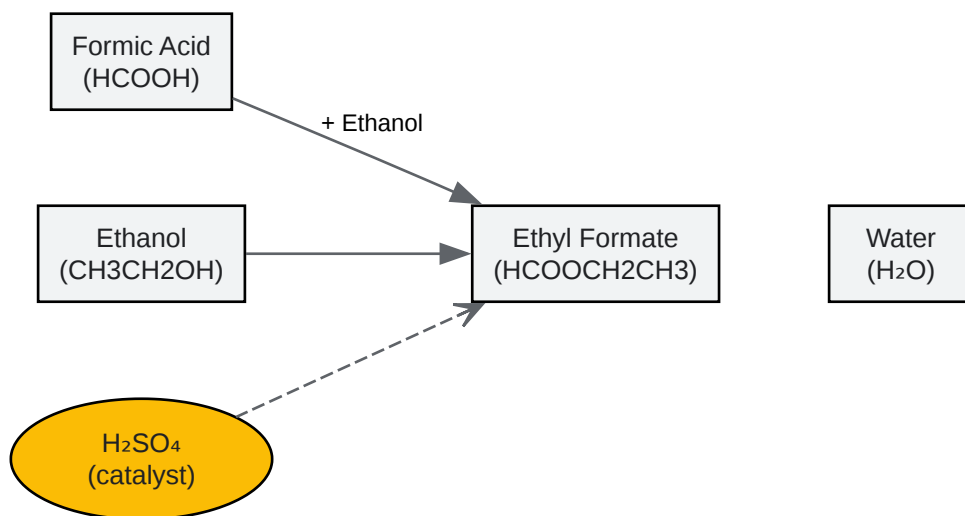 Formic Acid
(HCOOH)
+ Ethanol
Ethanol
(CH3CH2OH)
Ethyl Formate
(HCOOCH2CH3)
Water
(H₂O)
H₂SO₄
(catalyst)